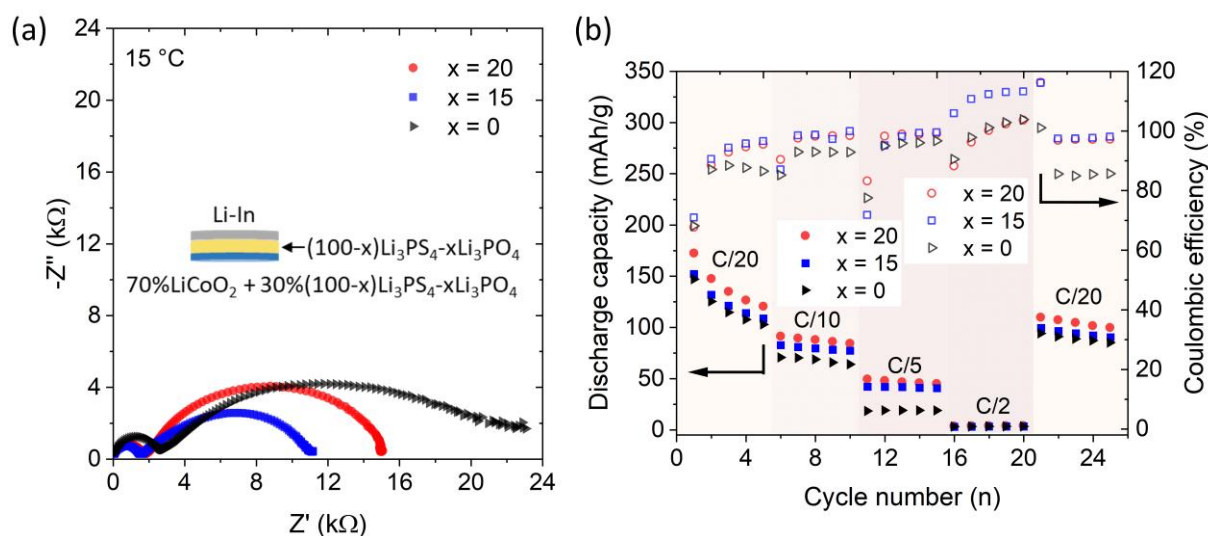 (a)
24
20
16
12
8
4
0
-Z″ (kΩ)
15 °C
x = 20
x = 15
x = 0
Li-In
(100-x)Li₃PS₄-xLi₃PO₄
70%LiCoO₂ + 30%(100-x)Li₃PS₄-xLi₃PO₄
0 4 8 12 16 20 24
Z' (kΩ)
(b)
350
300
250
200
150
100
50
0
Discharge capacity (mAh/g)
C/20
C/10
C/5
C/2
C/20
x = 20
x = 15
x = 0
x = 20
x = 15
x = 0
120
100
80
60
40
20
0
Coulombic efficiency (%)
0 4 8 12 16 20 24
Cycle number (n)